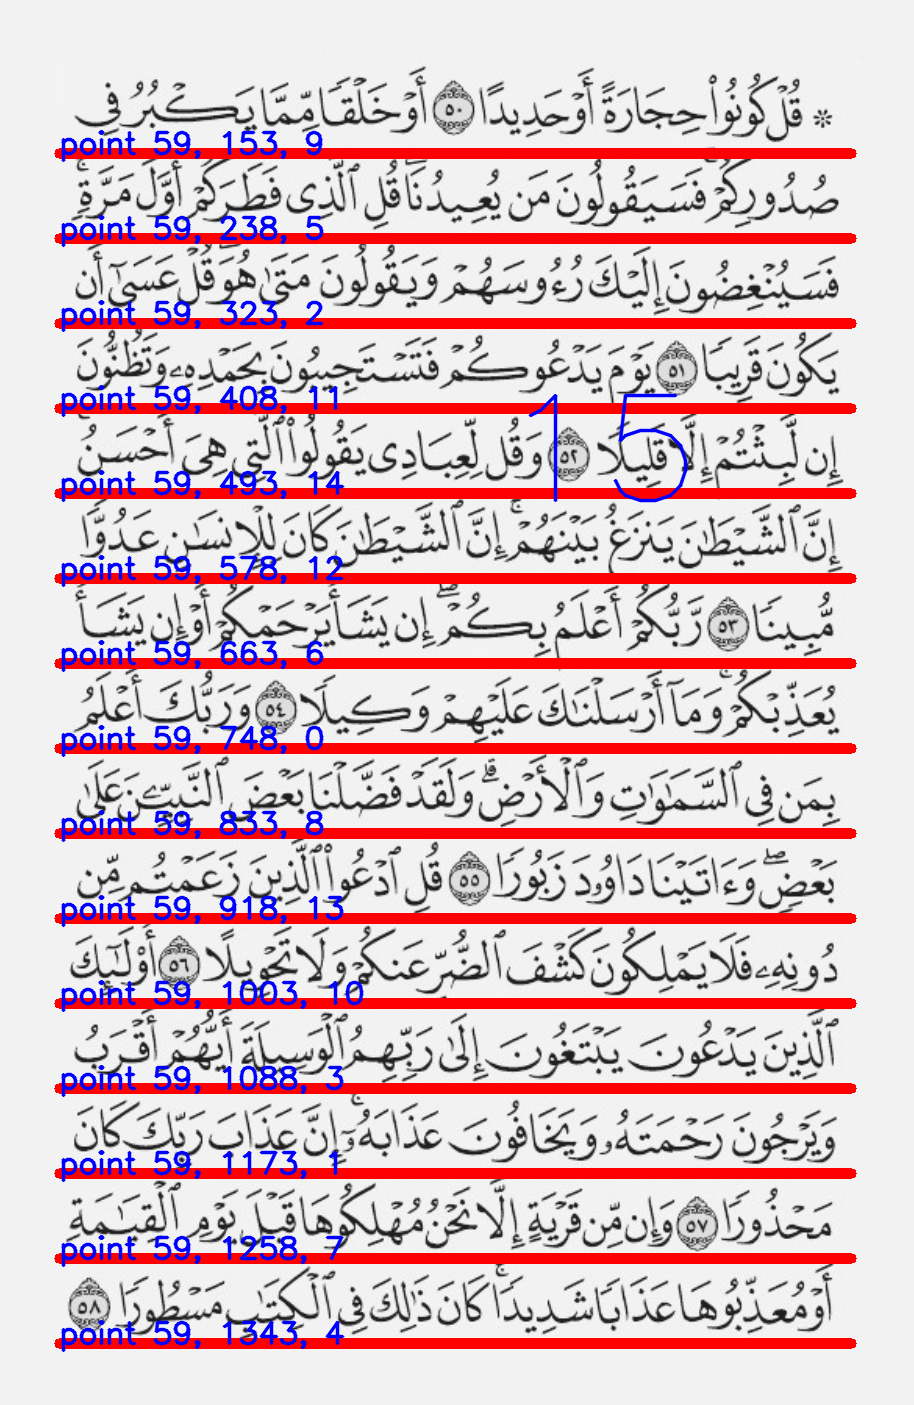 ۞ قُلۡ كُونُواْ حِجَارَةً أَوۡ حَدِيدًا ٥٠ أَوۡ خَلۡقٗا مِّمَّا يَكۡبُرُ فِي
point 59, 153, 9
صُدُورِكُمۡۚ فَسَيَقُولُونَ مَن يُعِيدُنَاۖ قُلِ ٱلَّذِي فَطَرَكُمۡ أَوَّلَ مَرَّةٖۚ
point 59, 238, 5
فَسَيُنۡغِضُونَ إِلَيۡكَ رُءُوسَهُمۡ وَيَقُولُونَ مَتَىٰ هُوَۖ قُلۡ عَسَىٰٓ أَن
point 59, 323, 2
يَكُونَ قَرِيبٗا ٥١ يَوۡمَ يَدۡعُوكُمۡ فَتَسۡتَجِيبُونَ بِحَمۡدِهِۦ وَتَظُنُّونَ
point 59, 408, 11
15
إِن لَّبِثۡتُمۡ إِلَّا قَلِيلٗا ٥٢ وَقُل لِّعِبَادِي يَقُولُواْ ٱلَّتِي هِيَ أَحۡسَنُۚ
point 59, 493, 14
إِنَّ ٱلشَّيۡطَٰنَ يَنزَغُ بَيۡنَهُمۡۚ إِنَّ ٱلشَّيۡطَٰنَ كَانَ لِلۡإِنسَٰنِ عَدُوّٗا
point 59, 578, 12
مُّبِينٗا ٥٣ رَّبُّكُمۡ أَعۡلَمُ بِكُمۡۖ إِن يَشَأۡ يَرۡحَمۡكُمۡ أَوۡ إِن يَشَأۡ
point 59, 663, 6
يُعَذِّبۡكُمۡۚ وَمَآ أَرۡسَلۡنَٰكَ عَلَيۡهِمۡ وَكِيلٗا ٥٤ وَرَبُّكَ أَعۡلَمُ
point 59, 748, 0
بِمَن فِي ٱلسَّمَٰوَٰتِ وَٱلۡأَرۡضِۗ وَلَقَدۡ فَضَّلۡنَا بَعۡضَ ٱلنَّبِيِّـۧنَ عَلَىٰ
point 59, 833, 8
بَعۡضٖۖ وَءَاتَيۡنَا دَاوُۥدَ زَبُورٗا ٥٥ قُلِ ٱدۡعُواْ ٱلَّذِينَ زَعَمۡتُم مِّن
point 59, 918, 13
دُونِهِۦ فَلَا يَمۡلِكُونَ كَشۡفَ ٱلضُّرِّ عَنكُمۡ وَلَا تَحۡوِيلًا ٥٦ أُوْلَٰٓئِكَ
point 59, 1003, 10
ٱلَّذِينَ يَدۡعُونَ يَبۡتَغُونَ إِلَىٰ رَبِّهِمُ ٱلۡوَسِيلَةَ أَيُّهُمۡ أَقۡرَبُ
point 59, 1088, 3
وَيَرۡجُونَ رَحۡمَتَهُۥ وَيَخَافُونَ عَذَابَهُۥٓۚ إِنَّ عَذَابَ رَبِّكَ كَانَ
point 59, 1173, 1
مَحۡذُورٗا ٥٧ وَإِن مِّن قَرۡيَةٍ إِلَّا نَحۡنُ مُهۡلِكُوهَا قَبۡلَ يَوۡمِ ٱلۡقِيَٰمَةِ
point 59, 1258, 7
أَوۡ مُعَذِّبُوهَا عَذَابٗا شَدِيدٗاۚ كَانَ ذَٰلِكَ فِي ٱلۡكِتَٰبِ مَسۡطُورٗا ٥٨
point 59, 1343, 4